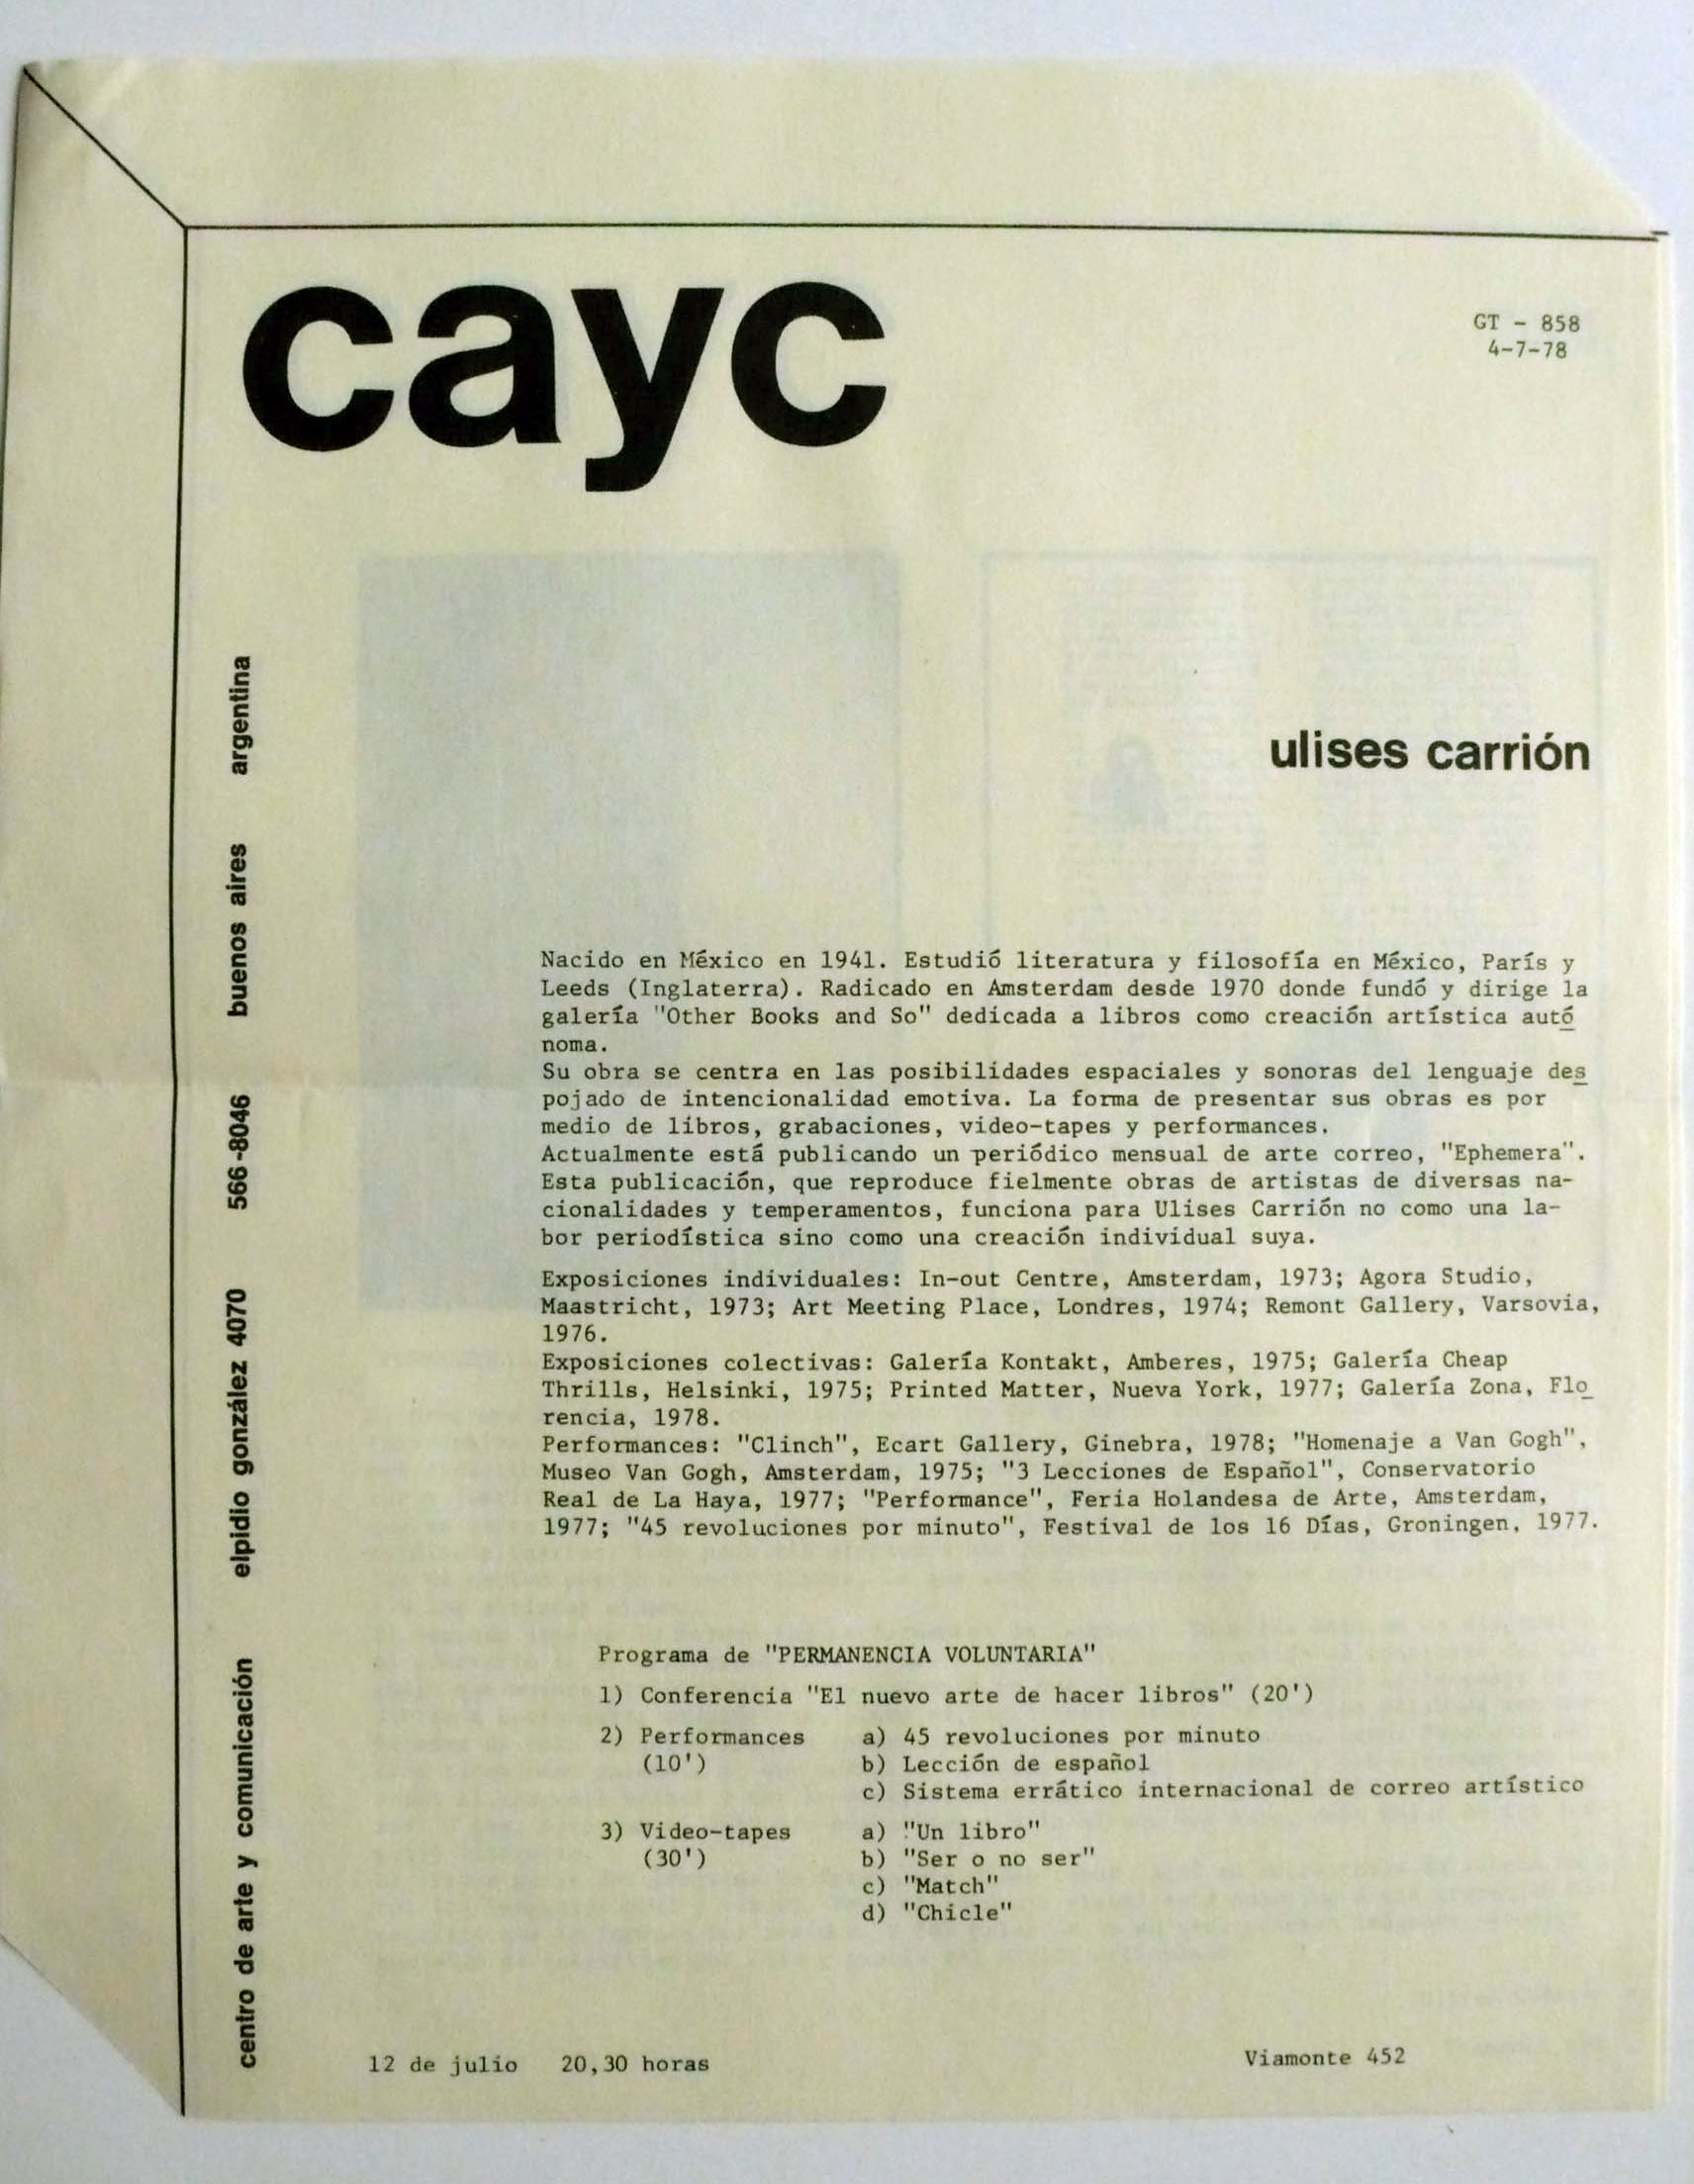 cayc
GT - 858
4-7-78
ulises carrión
centro de arte y comunicación elpidio gonzález 4070 566-8046 buenos aires argentina
Nacido en México en 1941. Estudió literatura y filosofía en México, París y
Leeds (Inglaterra). Radicado en Amsterdam desde 1970 donde fundó y dirige la
galería "Other Books and So" dedicada a libros como creación artística autó
noma.
Su obra se centra en las posibilidades espaciales y sonoras del lenguaje des
pojado de intencionalidad emotiva. La forma de presentar sus obras es por
medio de libros, grabaciones, video-tapes y performances.
Actualmente está publicando un periódico mensual de arte correo, "Ephemera".
Esta publicación, que reproduce fielmente obras de artistas de diversas na-
cionalidades y temperamentos, funciona para Ulises Carrión no como una la-
bor periodística sino como una creación individual suya.
Exposiciones individuales: In-out Centre, Amsterdam, 1973; Agora Studio,
Maastricht, 1973; Art Meeting Place, Londres, 1974; Remont Gallery, Varsovia,
1976.
Exposiciones colectivas: Galería Kontakt, Amberes, 1975; Galería Cheap
Thrills, Helsinki, 1975; Printed Matter, Nueva York, 1977; Galería Zona, Flo
rencia, 1978.
Performances: "Clinch", Ecart Gallery, Ginebra, 1978; "Homenaje a Van Gogh",
Museo Van Gogh, Amsterdam, 1975; "3 Lecciones de Español", Conservatorio
Real de La Haya, 1977; "Performance", Feria Holandesa de Arte, Amsterdam,
1977; "45 revoluciones por minuto", Festival de los 16 Días, Groningen, 1977.
Programa de "PERMANENCIA VOLUNTARIA"
1) Conferencia "El nuevo arte de hacer libros" (20')
2) Performances a) 45 revoluciones por minuto
(10') b) Lección de español
c) Sistema errático internacional de correo artístico
3) Video-tapes a) "Un libro"
(30') b) "Ser o no ser"
c) "Match"
d) "Chicle"
12 de julio 20,30 horas Viamonte 452